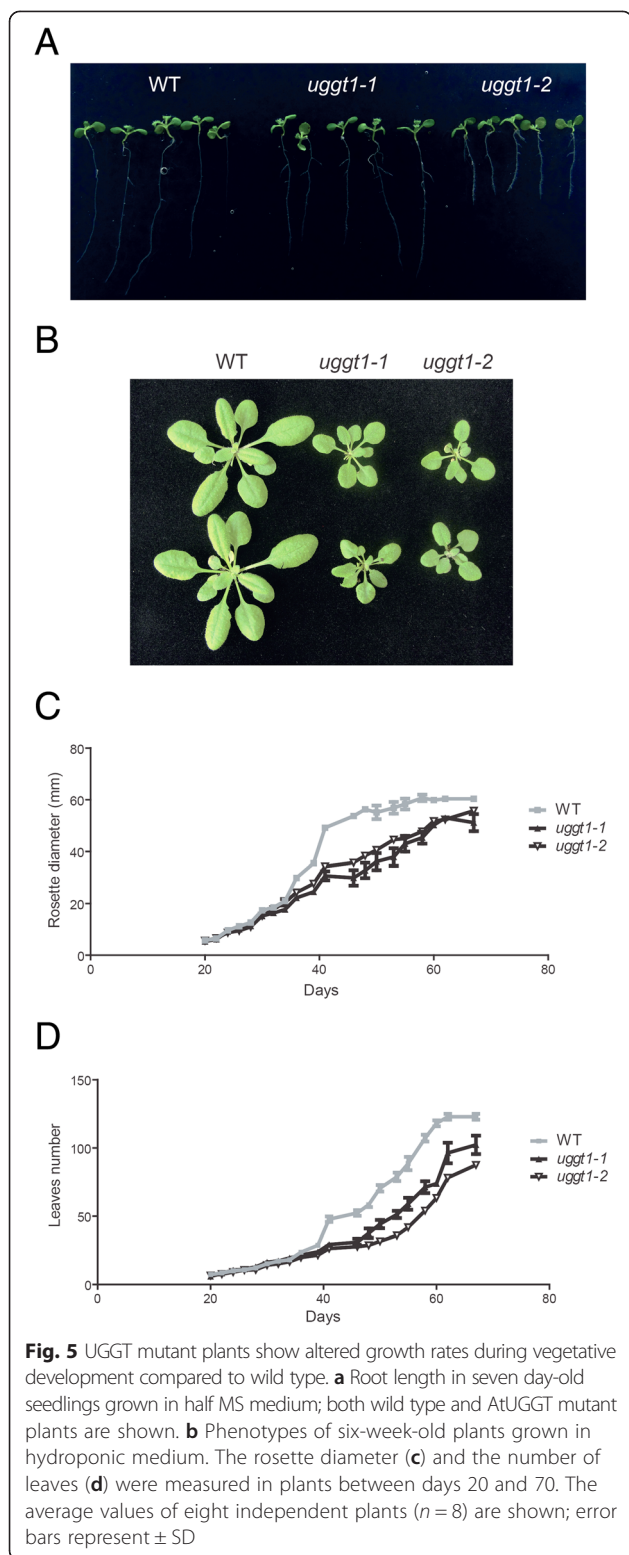 A
WT uggt1-1 uggt1-2
B
WT uggt1-1 uggt1-2
C
80
60
40
20
0
Rosette diameter (mm)
0 20 40 60 80
Days
WT
uggt1-1
uggt1-2
D
150
100
50
0
Leaves number
0 20 40 60 80
Days
WT
uggt1-1
uggt1-2
Fig. 5 UGGT mutant plants show altered growth rates during vegetative
development compared to wild type. a Root length in seven day-old
seedlings grown in half MS medium; both wild type and AtUGGT mutant
plants are shown. b Phenotypes of six-week-old plants grown in
hydroponic medium. The rosette diameter (c) and the number of
leaves (d) were measured in plants between days 20 and 70. The
average values of eight independent plants (n = 8) are shown; error
bars represent ± SD